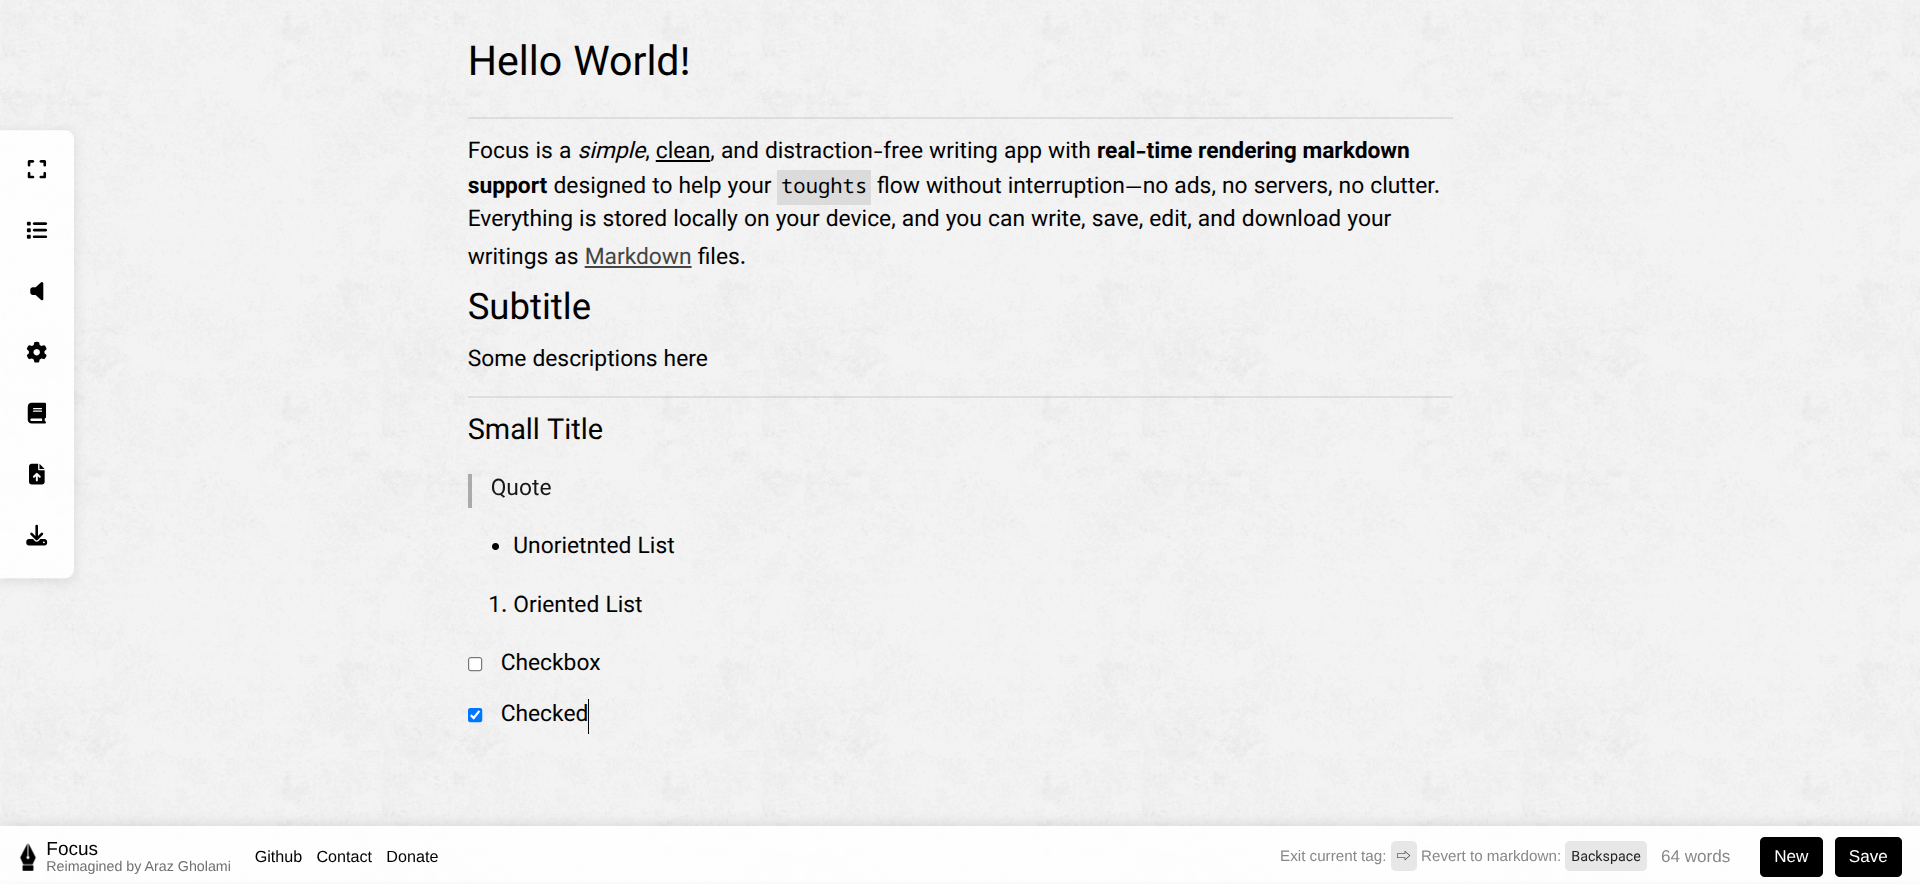 Hello World!
Focus is a simple, clean, and distraction-free writing app with real-time rendering markdown
support designed to help your toughts flow without interruption—no ads, no servers, no clutter.
Everything is stored locally on your device, and you can write, save, edit, and download your
writings as Markdown files.
Subtitle
Some descriptions here
Small Title
Quote
• Unorietnted List
1. Oriented List
Checkbox
Checked
Focus
Reimagined by Araz Gholami
Github Contact Donate
Exit current tag: ⇨ Revert to markdown: Backspace 64 words New Save